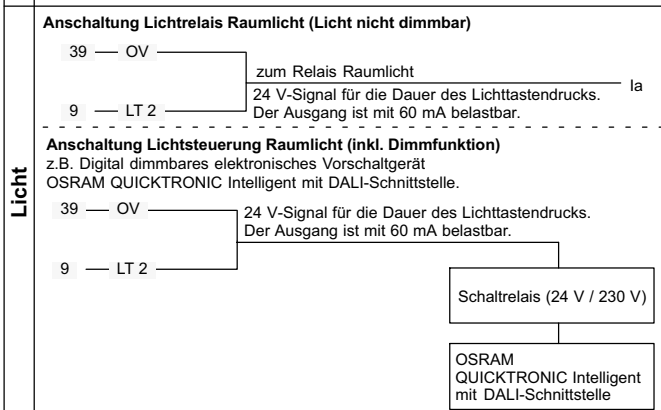 Anschaltung Lichtrelais Raumlicht (Licht nicht dimmbar)
39 OV
zum Relais Raumlicht
Ia
24 V-Signal für die Dauer des Lichttastendrucks.
9 LT 2
Der Ausgang ist mit 60 mA belastbar.
Licht
Anschaltung Lichtsteuerung Raumlicht (inkl. Dimmfunktion)
z.B. Digital dimmbares elektronisches Vorschaltgerät
OSRAM QUICKTRONIC Intelligent mit DALI-Schnittstelle.
39 OV
24 V-Signal für die Dauer des Lichttastendrucks.
Der Ausgang ist mit 60 mA belastbar.
9 LT 2
Schaltrelais (24 V / 230 V)
OSRAM
QUICKTRONIC Intelligent
mit DALI-Schnittstelle